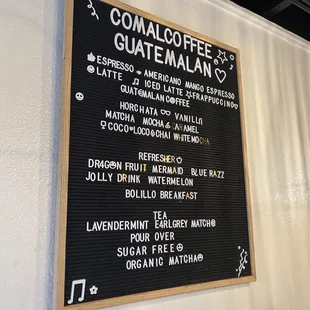 COMALCOFFEE
GUATEMALAN
ESPRESSO AMERICANO MANGO ESPRESSO
LATTE ICED LATTE FRAPPUCCINO
GUATEMALAN COFFEE
HORCHATA VANILLA
MATCHA MOCHA CARAMEL
COCO LOCO CHAI WHITE MOCHA
REFRESHER
DRAGON FRUIT MERMAID BLUE RAZZ
JOLLY DRINK WATERMELON
BOLILLO BREAKFAST
TEA
LAVENDERMINT EARLGREY MATCHA
POUR OVER
SUGAR FREE
ORGANIC MATCHA